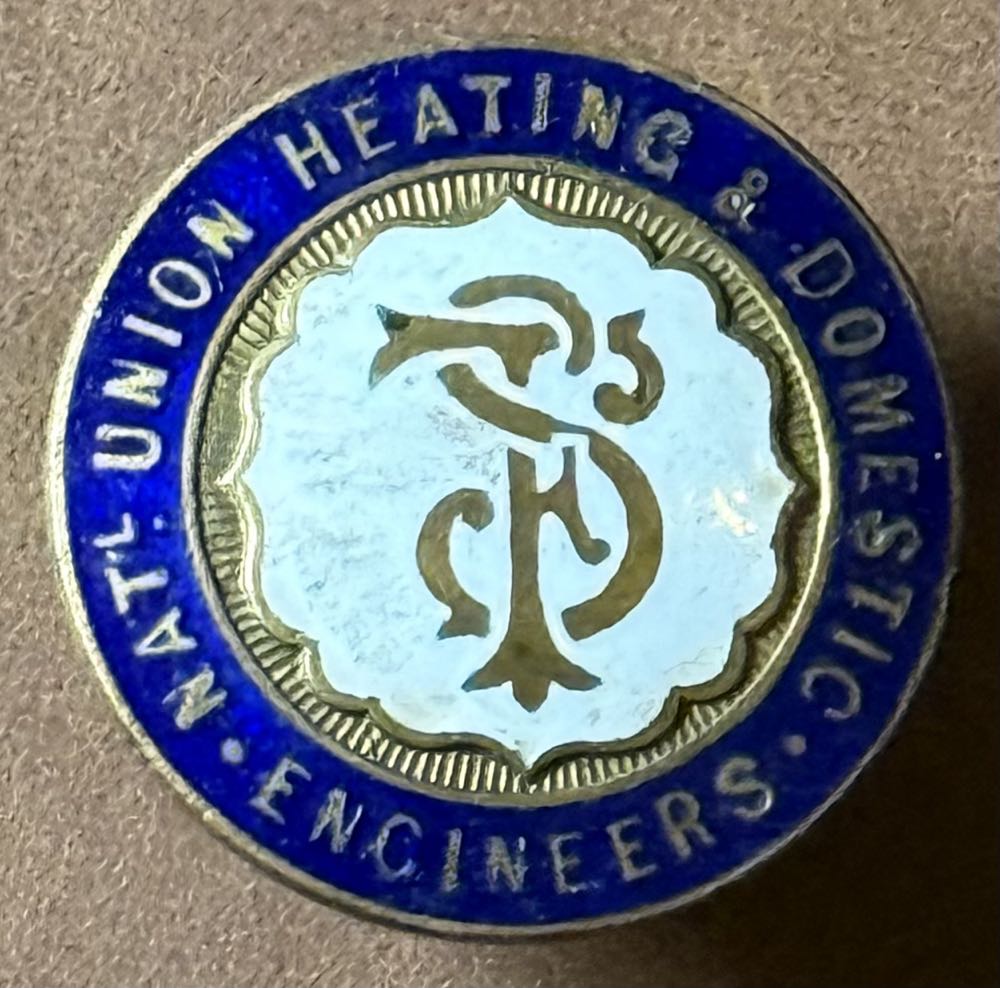 NAT.L UNION HEATING & DOMESTIC
· ENGINEERS ·